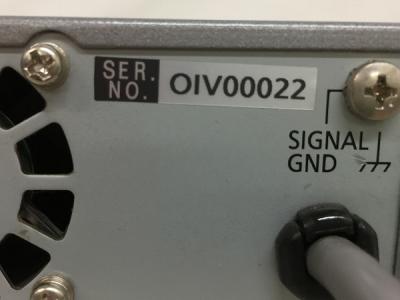 SER.
NO.
OIV00022
SIGNAL
GND